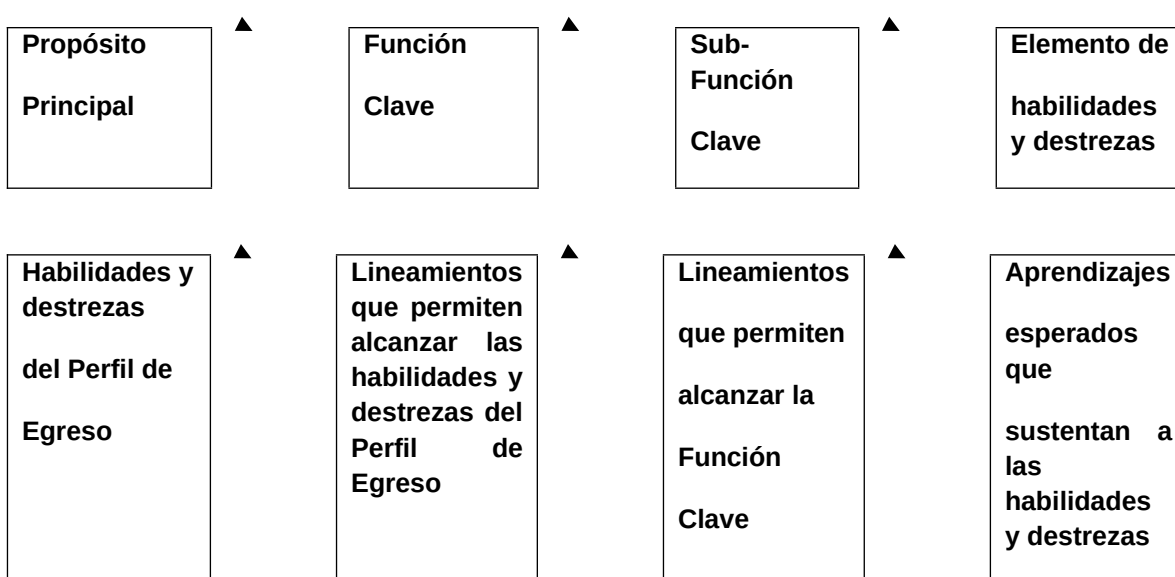 Propósito
Principal
Función
Clave
Sub-
Función
Clave
Elemento de
habilidades
y destrezas
Habilidades y
destrezas
del Perfil de
Egreso
Lineamientos
que permiten
alcanzar las
habilidades y
destrezas del
Perfil de
Egreso
Lineamientos
que permiten
alcanzar la
Función
Clave
Aprendizajes
esperados
que
sustentan a
las
habilidades
y destrezas